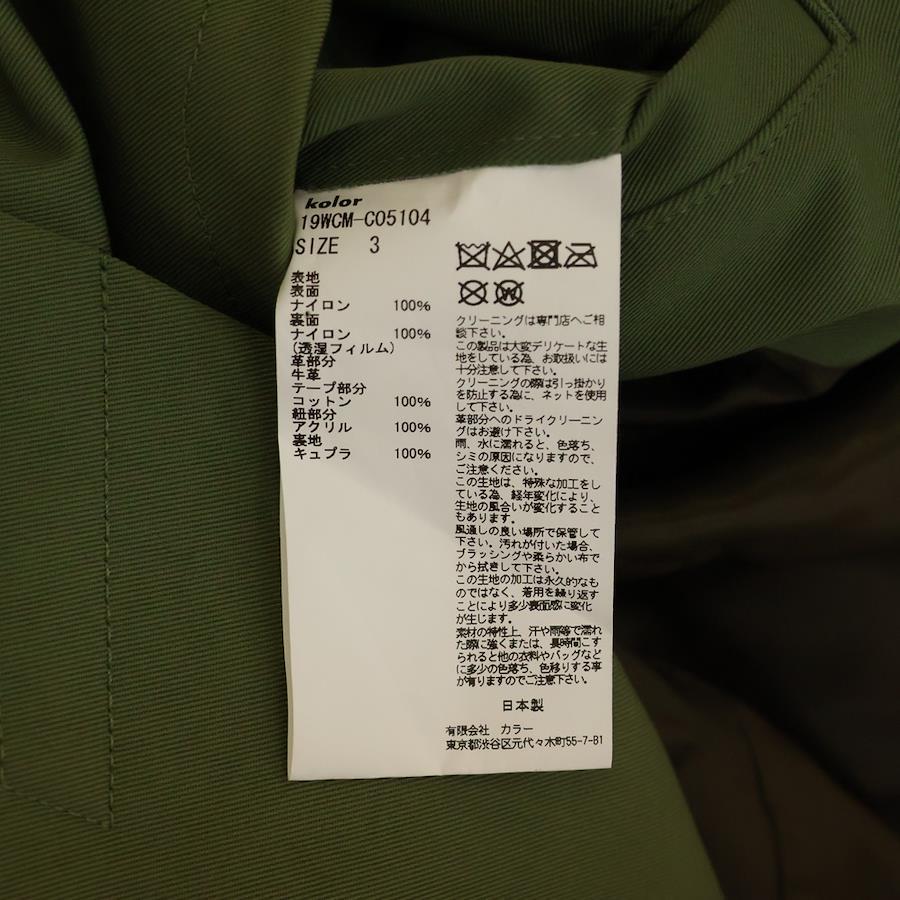 kolor
19WCM-C05104
SIZE 3
表地
表面
ナイロン 100%
裏面
ナイロン 100%
(透湿フィルム)
革部分
牛革
テープ部分
コットン 100%
紐部分
アクリル 100%
裏地
キュプラ 100%
W
クリーニングは専門店へご相
談下さい。
この製品は大変デリケートな生
地をしている為、お取扱いには
十分注意して下さい。
クリーニングの際は引っ掛かり
を防止する為に、ネットを使用
して下さい。
革部分へのドライクリーニン
グはお避け下さい。
雨、水に濡れると、色落ち、
シミの原因になりますので、
ご注意ください。
この生地は、特殊な加工をし
ている為、経年変化により、
生地の風合いが変化すること
もあります。
風通しの良い場所で保管して
下さい。汚れが付いた場合、
ブラッシングや柔らかい布で
から拭きして下さい。
この生地の加工は永久的なも
のではなく、着用を繰り返す
ことにより多少表面感に変化
が生じます。
素材の特性上、汗や雨等で濡れ
た際に強くまたは、長時間こす
られると他の衣料やバッグなど
に多少の色落ち、色移りする事
が有りますのでご注意下さい。
日本製
有限会社 カラー
東京都渋谷区元代々木町55-7-B1